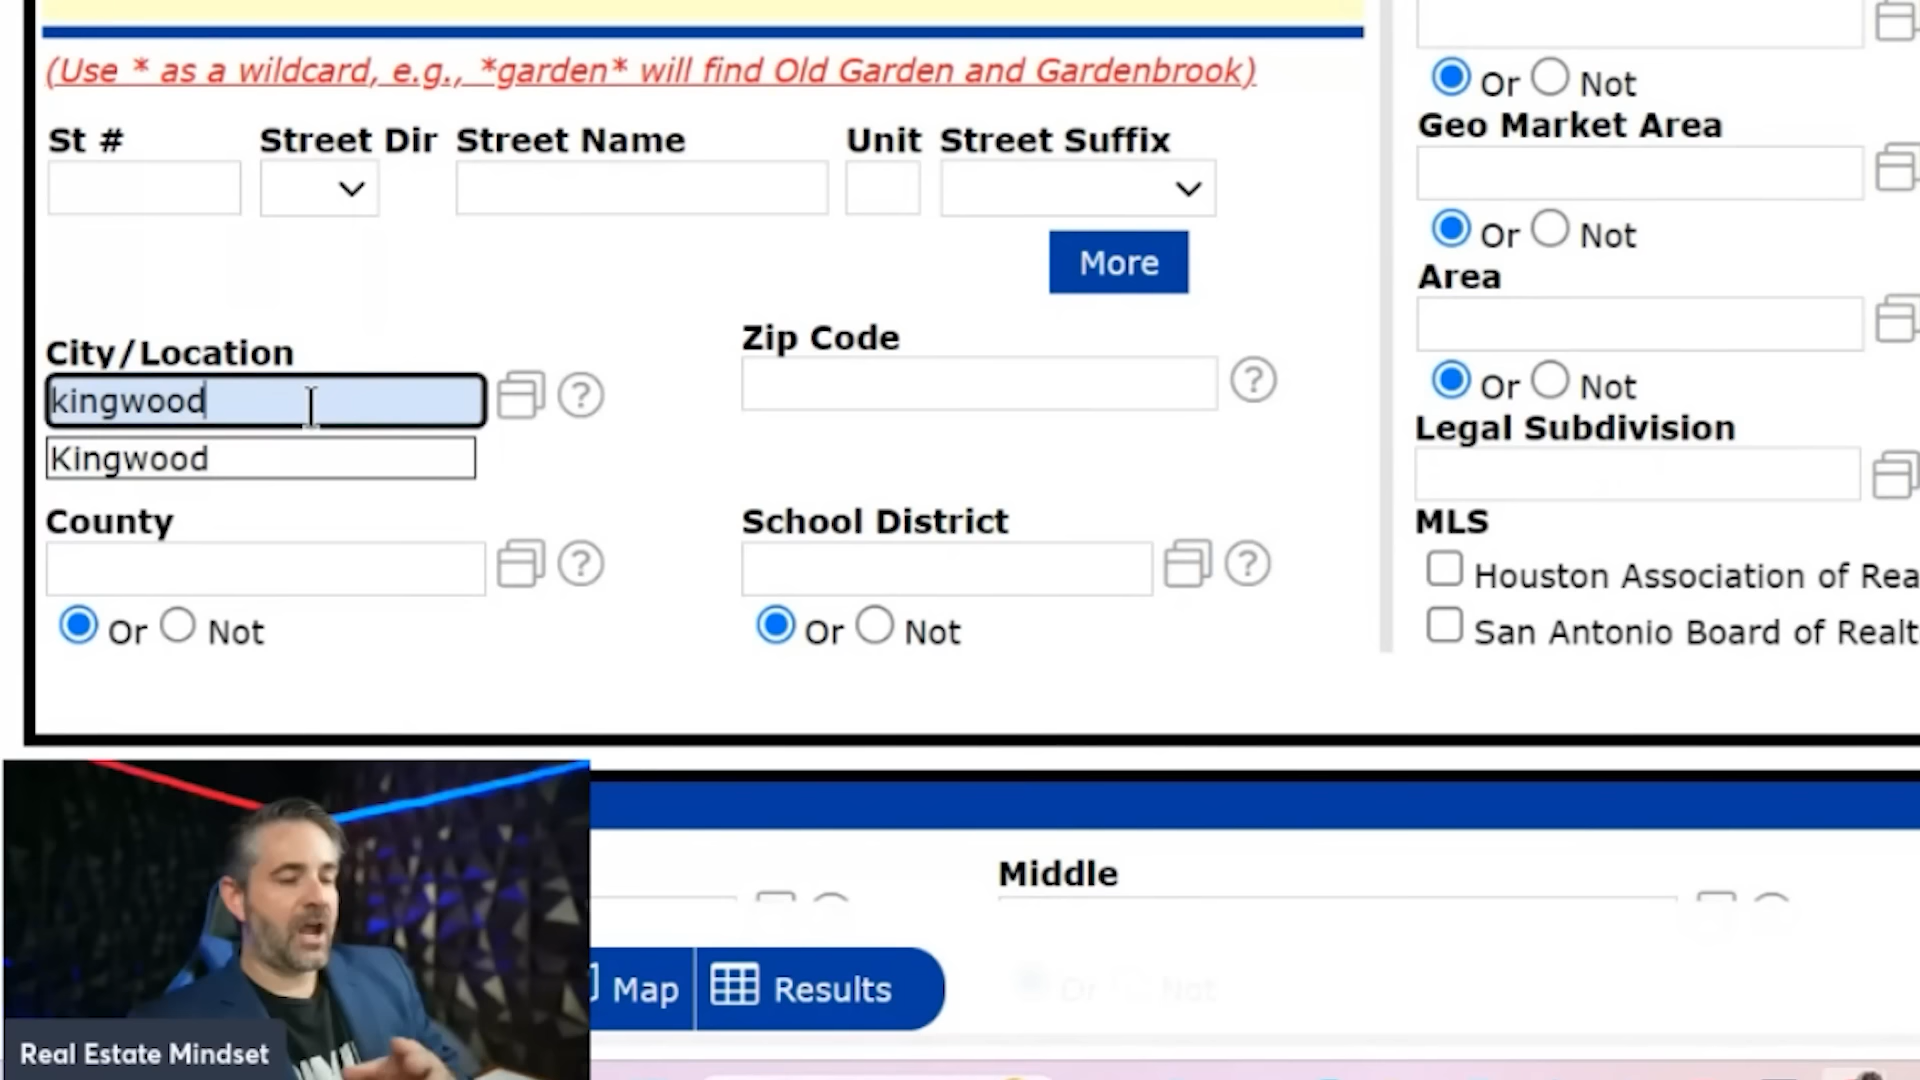 (Use * as a wildcard, e.g., *garden* will find Old Garden and Gardenbrook)
St # Street Dir Street Name Unit Street Suffix
More
City/Location
kingwood
Kingwood
Zip Code
County
Or Not
School District
Or Not
Or Not
Geo Market Area
Or Not
Area
Or Not
Legal Subdivision
MLS
Houston Association of Rea
San Antonio Board of Realt
Middle
Map Results
Or Not
Real Estate Mindset